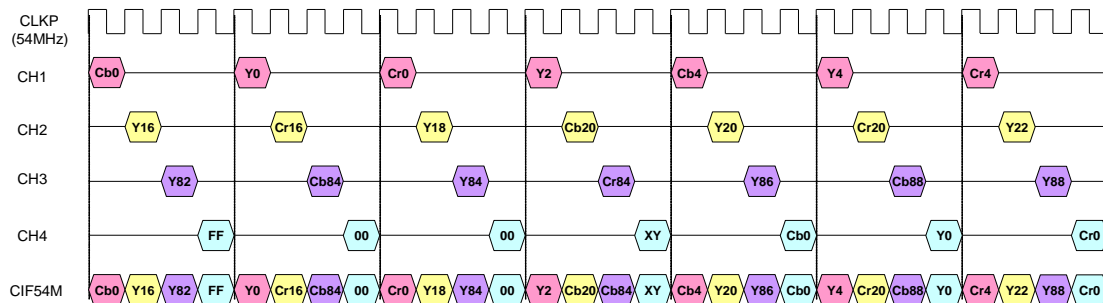 CLKP
(54MHz)
CH1 Cb0 Y0 Cr0 Y2 Cb4 Y4 Cr4
CH2 Y16 Cr16 Y18 Cb20 Y20 Cr20 Y22
CH3 Y82 Cb84 Y84 Cr84 Y86 Cb88 Y88
CH4 FF 00 00 XY Cb0 Y0 Cr0
CIF54M Cb0 Y16 Y82 FF Y0 Cr16 Cb84 00 Cr0 Y18 Y84 00 Y2 Cb20 Cb84 XY Cb4 Y20 Y86 Cb0 Y4 Cr20 Cb88 Y0 Cr4 Y22 Y88 Cr0